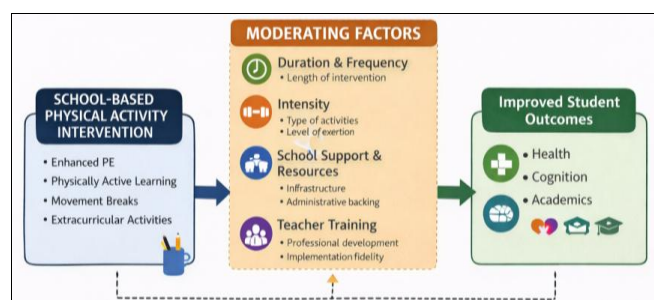 SCHOOL-BASED
PHYSICAL ACTIVITY
INTERVENTION
• Enhanced PE
• Physically Active Learning
• Movement Breaks
• Extracurricular Activities
MODERATING FACTORS
Duration & Frequency
• Length of intervention
Intensity
• Type of activities
• Level of exertion
School Support &
Resources
• Infrastructure
• Administrative backing
Teacher Training
• Professional development
• Implementation fidelity
Improved Student
Outcomes
• Health
• Cognition
• Academics